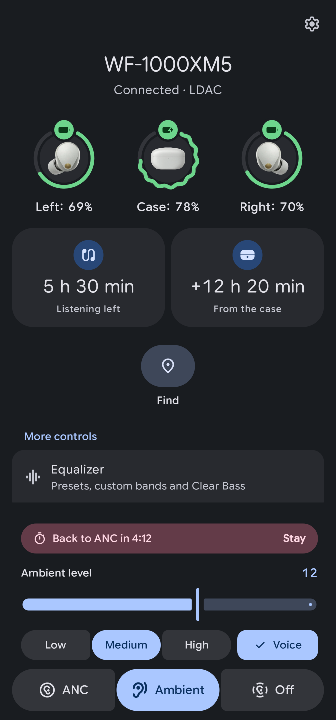 WF-1000XM5
Connected · LDAC
Left: 69%
Case: 78%
Right: 70%
5 h 30 min
Listening left
+12 h 20 min
From the case
Find
More controls
Equalizer
Presets, custom bands and Clear Bass
Back to ANC in 4:12
Stay
Ambient level
12
Low
Medium
High
Voice
ANC
Ambient
Off